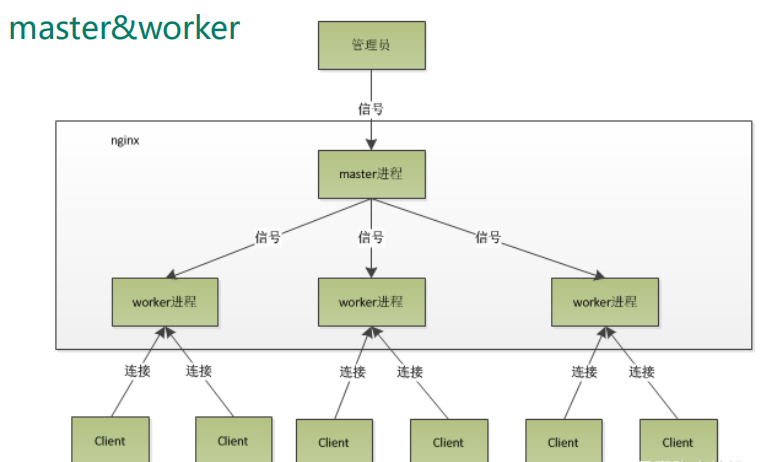 master&worker
管理员
信号
nginx
master进程
信号 信号 信号
worker进程 worker进程 worker进程
连接 连接 连接 连接 连接 连接
Client Client Client Client Client Client